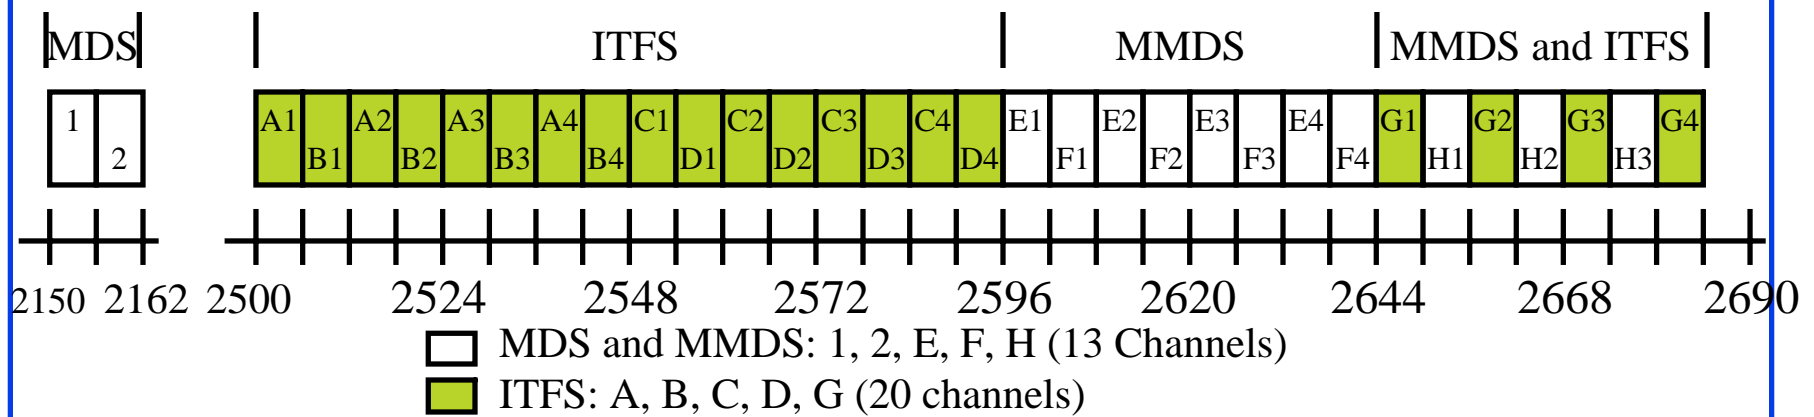 MDS ITFS MMDS MMDS and ITFS
1 A1 A2 A3 A4 C1 C2 C3 C4 E1 E2 E3 E4 G1 G2 G3 G4
2 B1 B2 B3 B4 D1 D2 D3 D4 F1 F2 F3 F4 H1 H2 H3
2150 2162 2500 2524 2548 2572 2596 2620 2644 2668 2690
MDS and MMDS: 1, 2, E, F, H (13 Channels)
ITFS: A, B, C, D, G (20 channels)